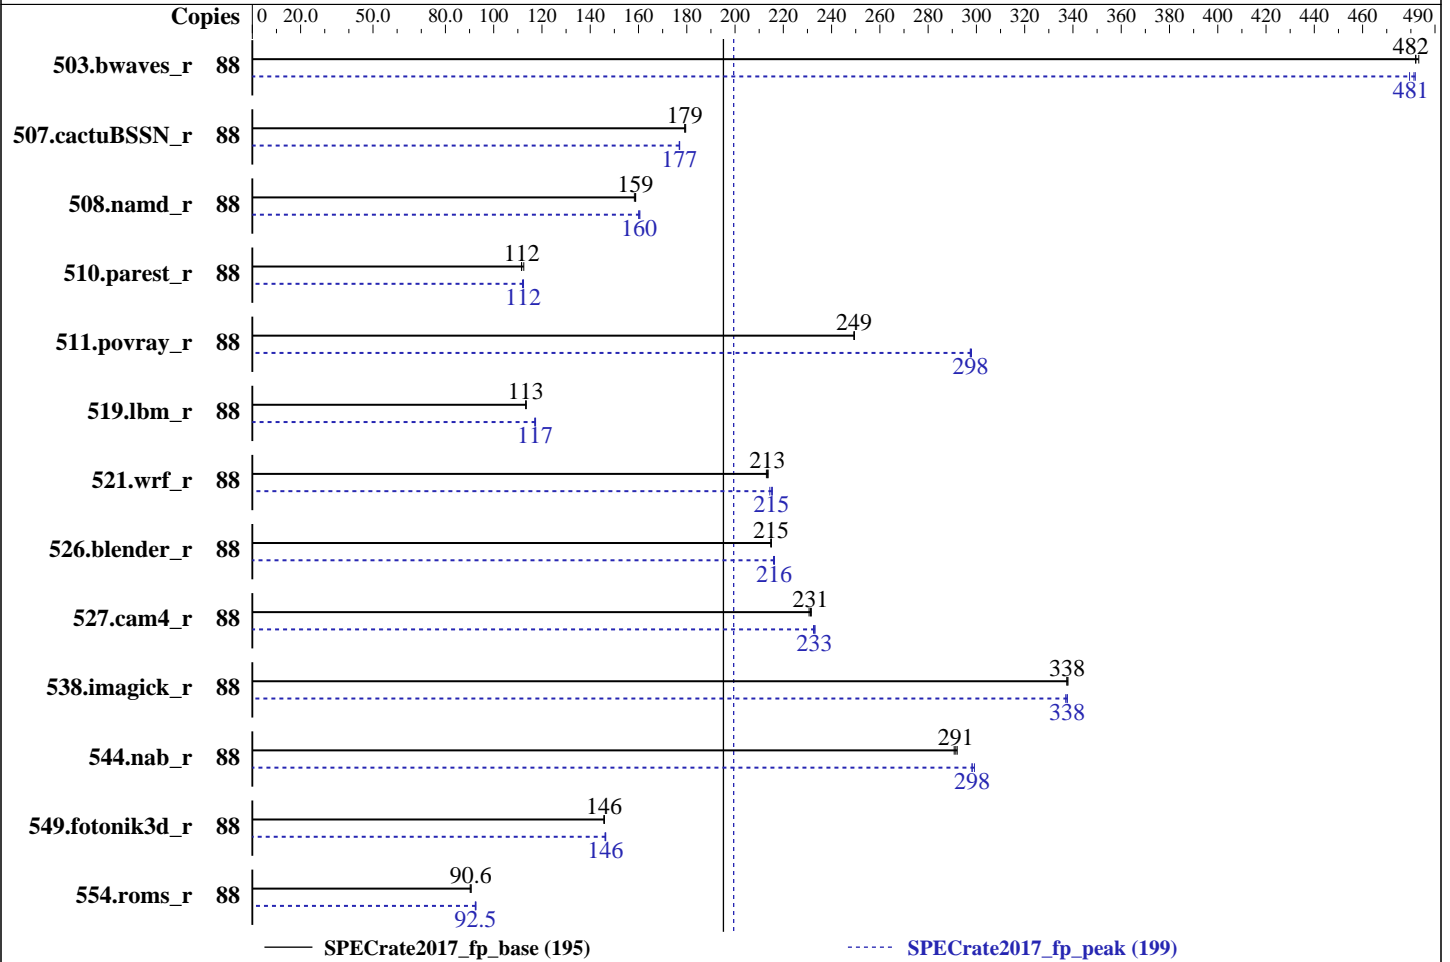 Copies 0 20.0 50.0 80.0 100 120 140 160 180 200 220 240 260 280 300 320 340 360 380 400 420 440 460 490
482
503.bwaves_r 88
481
179
507.cactuBSSN_r 88
177
159
508.namd_r 88
160
112
510.parest_r 88
112
249
511.povray_r 88
298
113
519.lbm_r 88
117
213
521.wrf_r 88
215
215
526.blender_r 88
216
231
527.cam4_r 88
233
338
538.imagick_r 88
338
291
544.nab_r 88
298
146
549.fotonik3d_r 88
146
90.6
554.roms_r 88
92.5
SPECrate2017_fp_base (195) SPECrate2017_fp_peak (199)